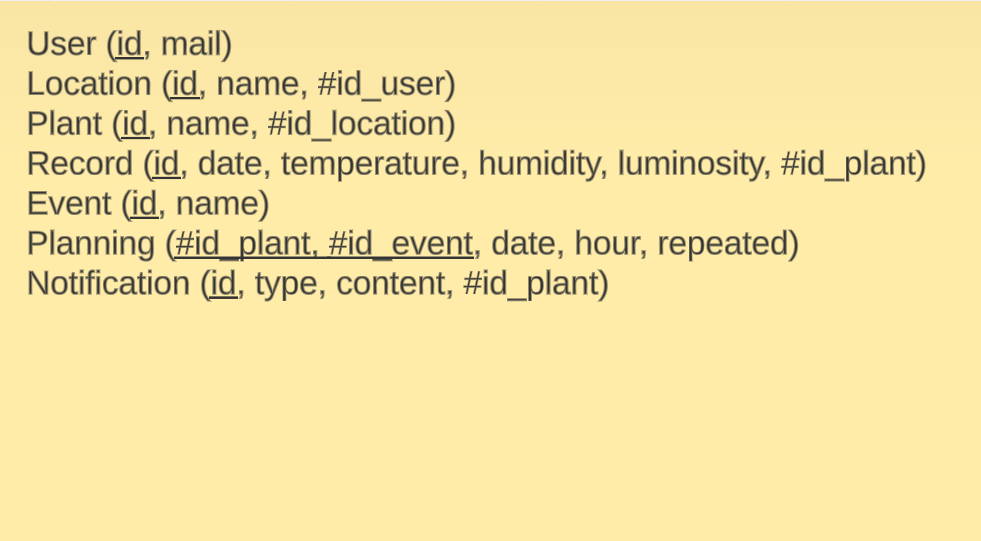 User (id, mail)
Location (id, name, #id_user)
Plant (id, name, #id_location)
Record (id, date, temperature, humidity, luminosity, #id_plant)
Event (id, name)
Planning (#id_plant, #id_event, date, hour, repeated)
Notification (id, type, content, #id_plant)